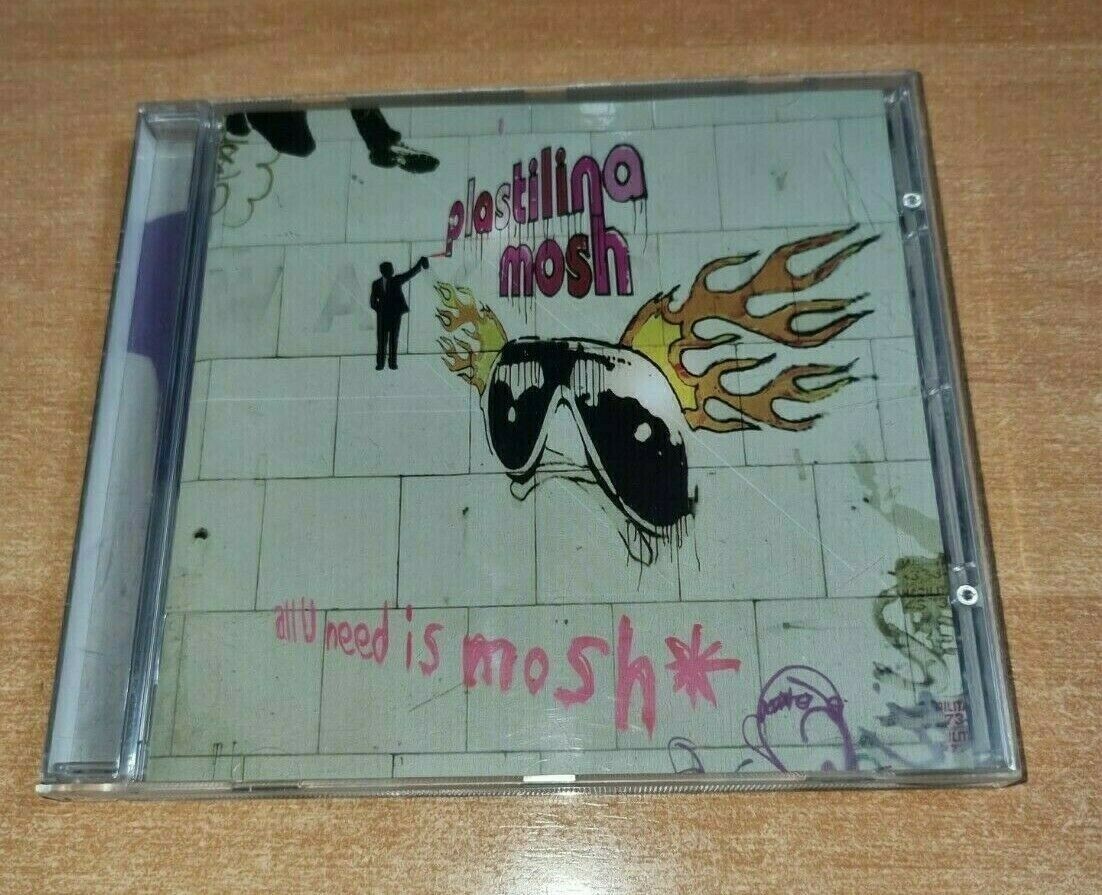 plastilina
mosh
all U need is mosh*